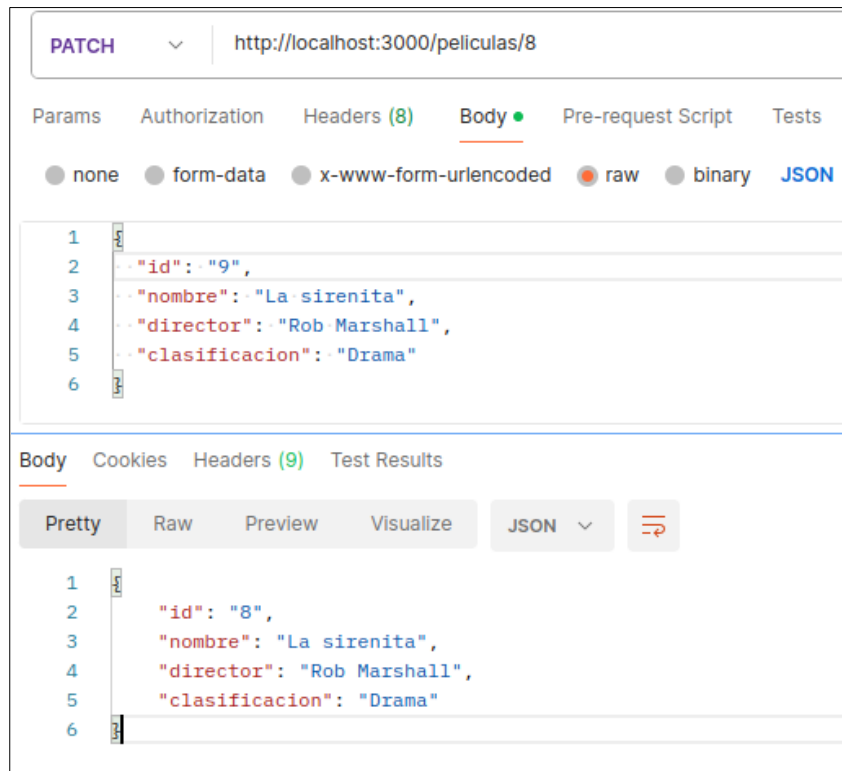 PATCH http://localhost:3000/peliculas/8
Params Authorization Headers (8) Body Pre-request Script Tests
none form-data x-www-form-urlencoded raw binary JSON
1 {
2 "id": "9",
3 "nombre": "La sirenita",
4 "director": "Rob Marshall",
5 "clasificacion": "Drama"
6 }
Body Cookies Headers (9) Test Results
Pretty Raw Preview Visualize JSON
1 {
2 "id": "8",
3 "nombre": "La sirenita",
4 "director": "Rob Marshall",
5 "clasificacion": "Drama"
6 }